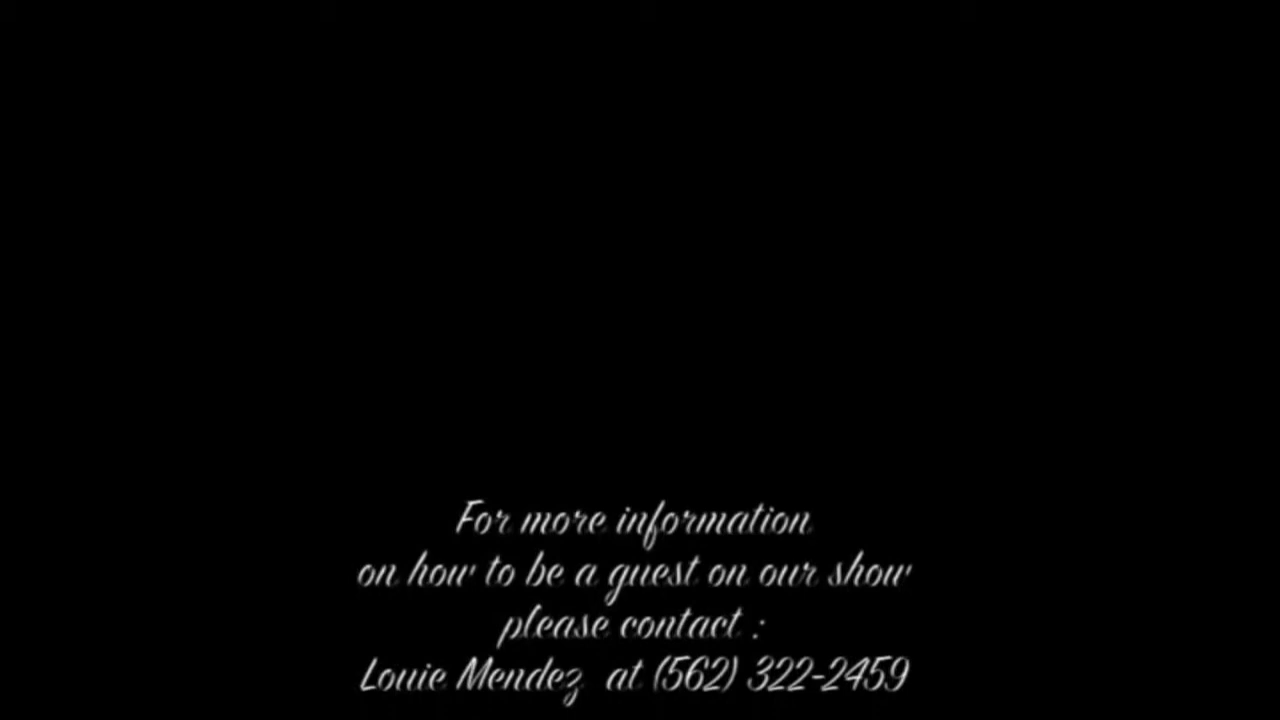 For more information
on how to be a guest on our show
please contact :
Louie Mendez at (562) 322-2459